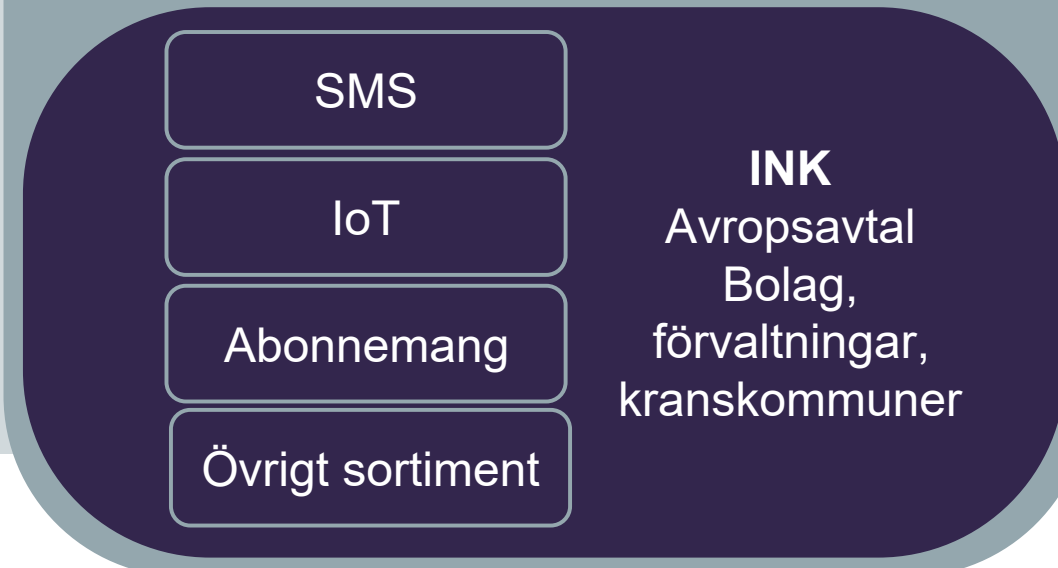 SMS
IoT
Abonnemang
Övrigt sortiment
INK
Avropsavtal
Bolag,
förvaltningar,
kranskommuner